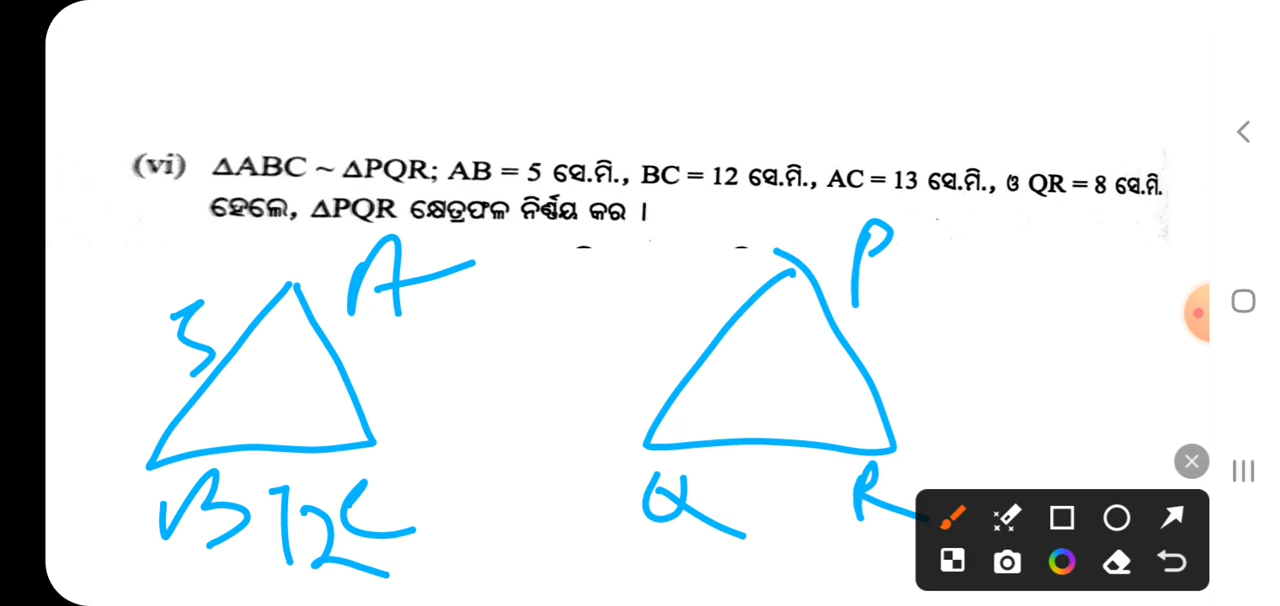 (vi) ΔABC ~ ΔPQR; AB = 5 ସେ.ମି., BC = 12 ସେ.ମି., AC = 13 ସେ.ମି., ଓ QR = 8 ସେ.ମି.
ହେଲେ, ΔPQR କ୍ଷେତ୍ରଫଳ ନିର୍ଣ୍ଣୟ କର ।
A P
5
B 12 C Q R